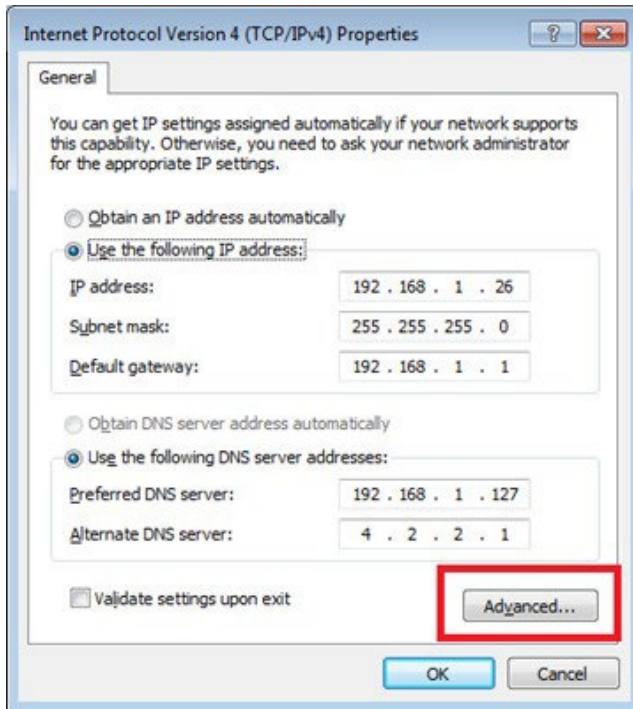 Internet Protocol Version 4 (TCP/IPv4) Properties
General
You can get IP settings assigned automatically if your network supports
this capability. Otherwise, you need to ask your network administrator
for the appropriate IP settings.
Obtain an IP address automatically
Use the following IP address:
IP address: 192 . 168 . 1 . 26
Subnet mask: 255 . 255 . 255 . 0
Default gateway: 192 . 168 . 1 . 1
Obtain DNS server address automatically
Use the following DNS server addresses:
Preferred DNS server: 192 . 168 . 1 . 127
Alternate DNS server: 4 . 2 . 2 . 1
Validate settings upon exit
Advanced...
OK Cancel